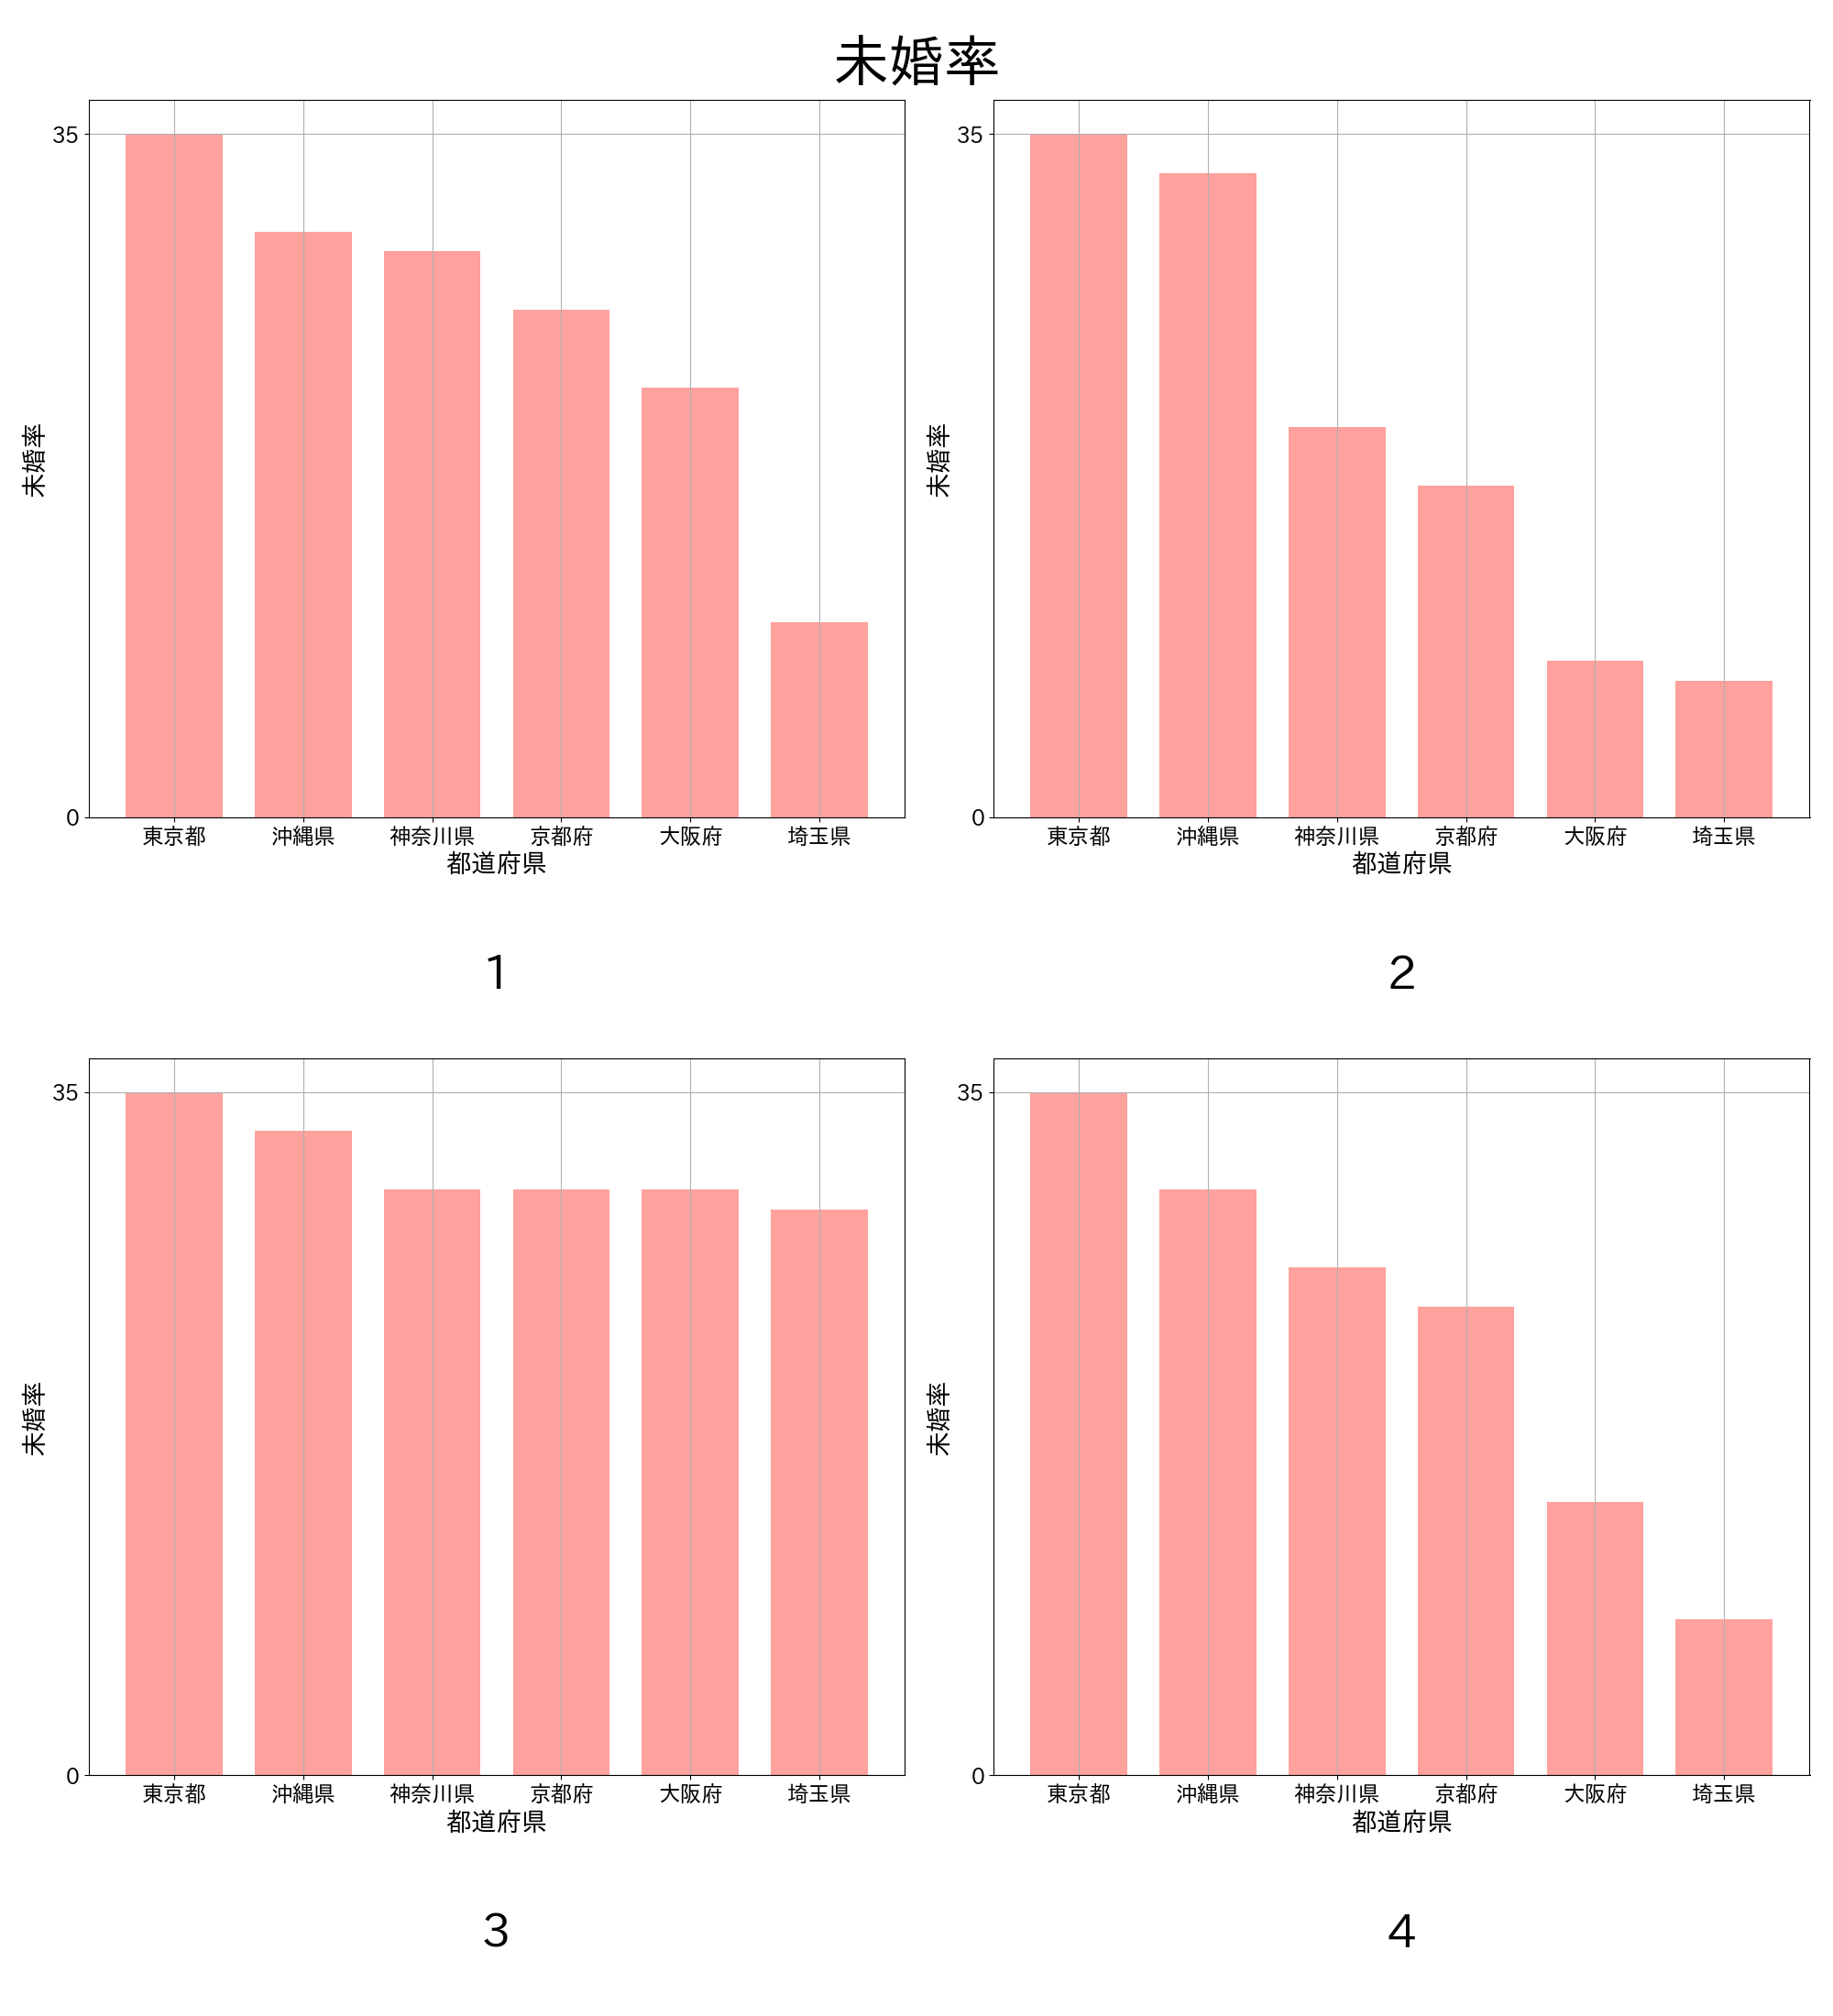 未婚率
未婚率
35
0
東京都 沖縄県 神奈川県 京都府 大阪府 埼玉県
都道府県
1
未婚率
35
0
東京都 沖縄県 神奈川県 京都府 大阪府 埼玉県
都道府県
2
未婚率
35
0
東京都 沖縄県 神奈川県 京都府 大阪府 埼玉県
都道府県
3
未婚率
35
0
東京都 沖縄県 神奈川県 京都府 大阪府 埼玉県
都道府県
4